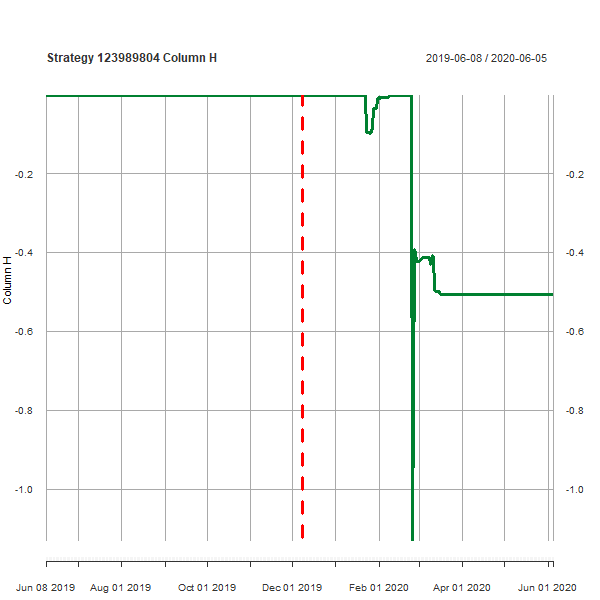 Strategy 123989804 Column H
2019-06-08 / 2020-06-05
-0.2 -0.2
-0.4 -0.4
Column H
-0.6 -0.6
-0.8 -0.8
-1.0 -1.0
Jun 08 2019 Aug 01 2019 Oct 01 2019 Dec 01 2019 Feb 01 2020 Apr 01 2020 Jun 01 2020